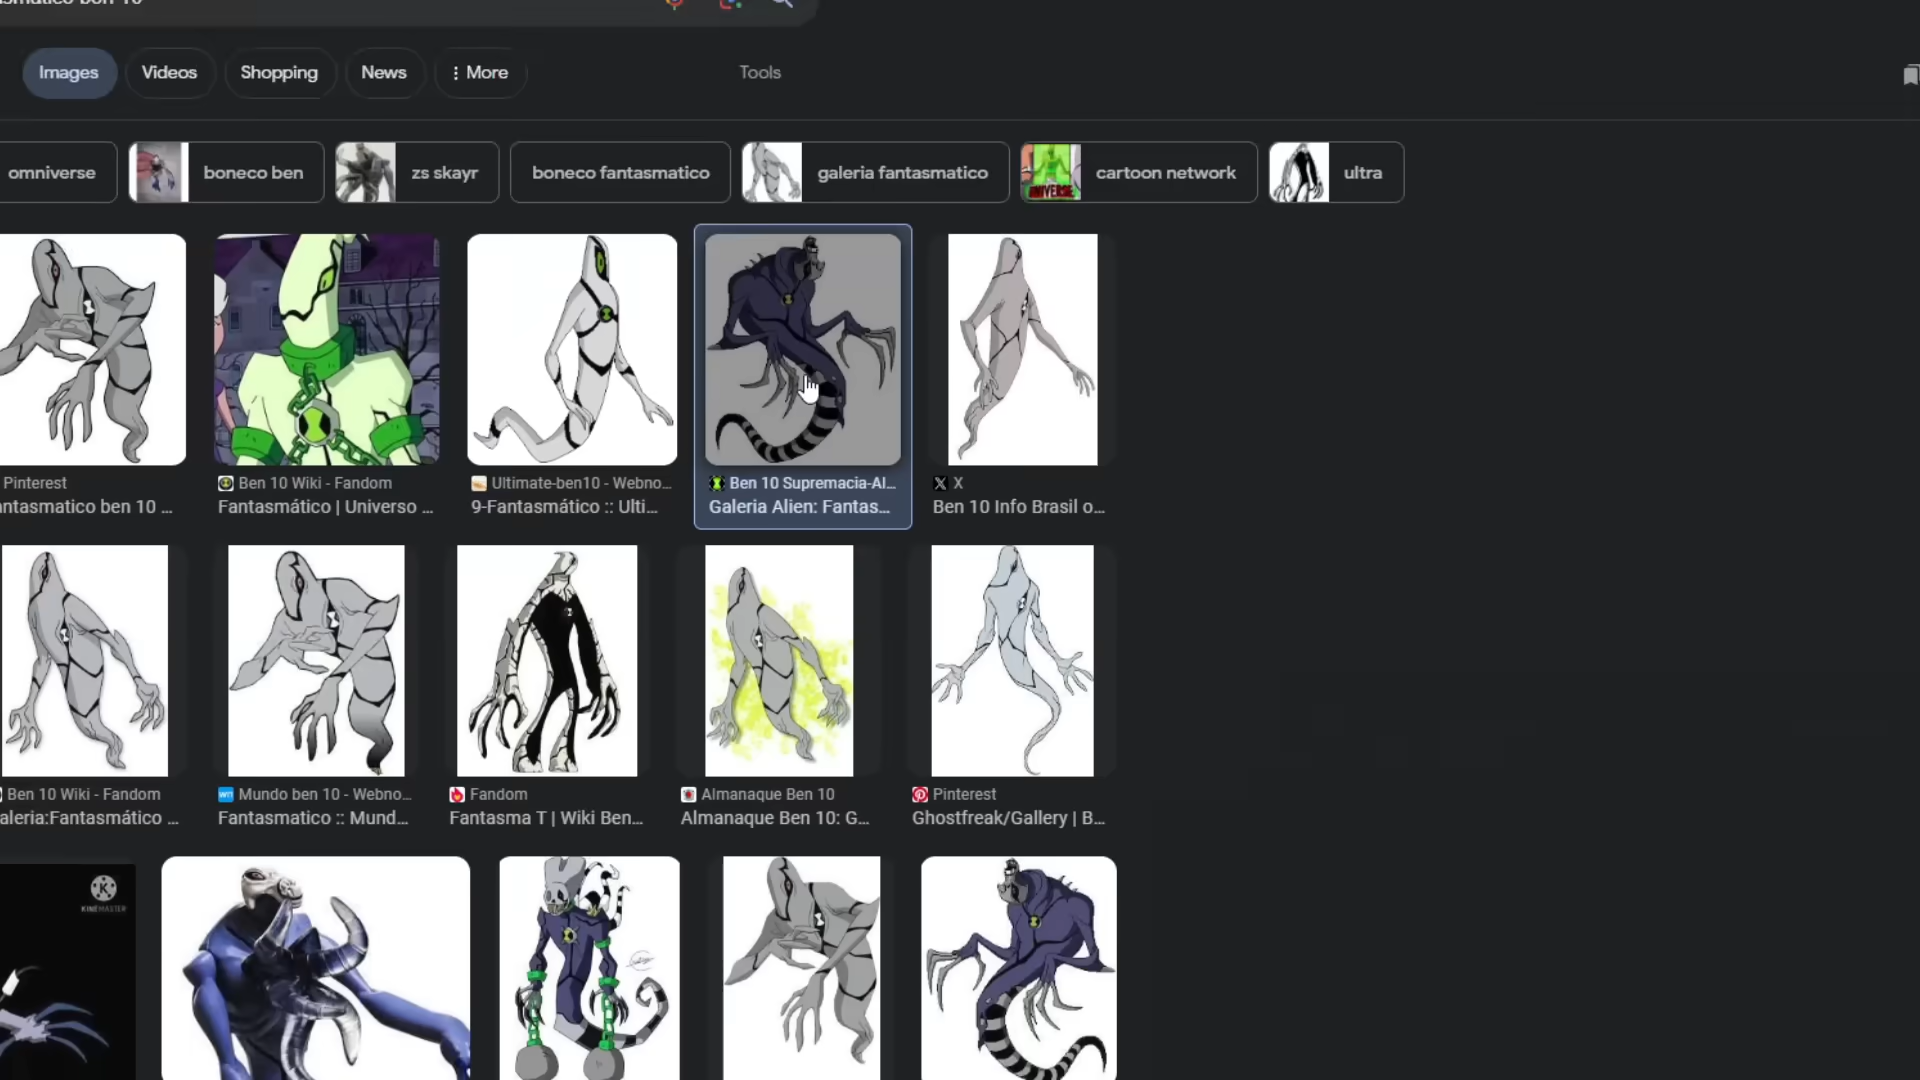 Images
Videos
Shopping
News
More
Tools
omniverse
boneco ben
zs skayr
boneco fantasmatico
galeria fantasmatico
cartoon network
ultra
Pinterest
Ben 10 Wiki - Fandom
Ultimate-ben10 - Webno...
Ben 10 Supremacia-Al...
X
ntasmatico ben 10 ...
Fantasmático | Universo ...
9-Fantasmático :: Ulti...
Galeria Alien: Fantas...
Ben 10 Info Brasil o...
Ben 10 Wiki - Fandom
Mundo ben 10 - Webno...
Fantasma T | Wiki Ben...
Fandom
Almanaque Ben 10
Pinterest
aleria:Fantasmático ...
Fantasmatico :: Mund...
Almanaque Ben 10: G...
Ghostfreak/Gallery | B...
KINEMASTER